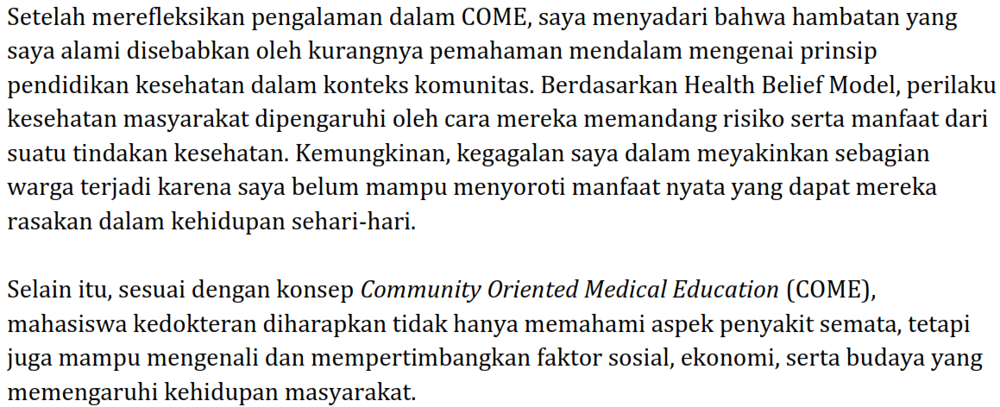 Setelah merefleksikan pengalaman dalam COME, saya menyadari bahwa hambatan yang
saya alami disebabkan oleh kurangnya pemahaman mendalam mengenai prinsip
pendidikan kesehatan dalam konteks komunitas. Berdasarkan Health Belief Model, perilaku
kesehatan masyarakat dipengaruhi oleh cara mereka memandang risiko serta manfaat dari
suatu tindakan kesehatan. Kemungkinan, kegagalan saya dalam meyakinkan sebagian
warga terjadi karena saya belum mampu menyoroti manfaat nyata yang dapat mereka
rasakan dalam kehidupan sehari-hari.
Selain itu, sesuai dengan konsep Community Oriented Medical Education (COME),
mahasiswa kedokteran diharapkan tidak hanya memahami aspek penyakit semata, tetapi
juga mampu mengenali dan mempertimbangkan faktor sosial, ekonomi, serta budaya yang
memengaruhi kehidupan masyarakat.